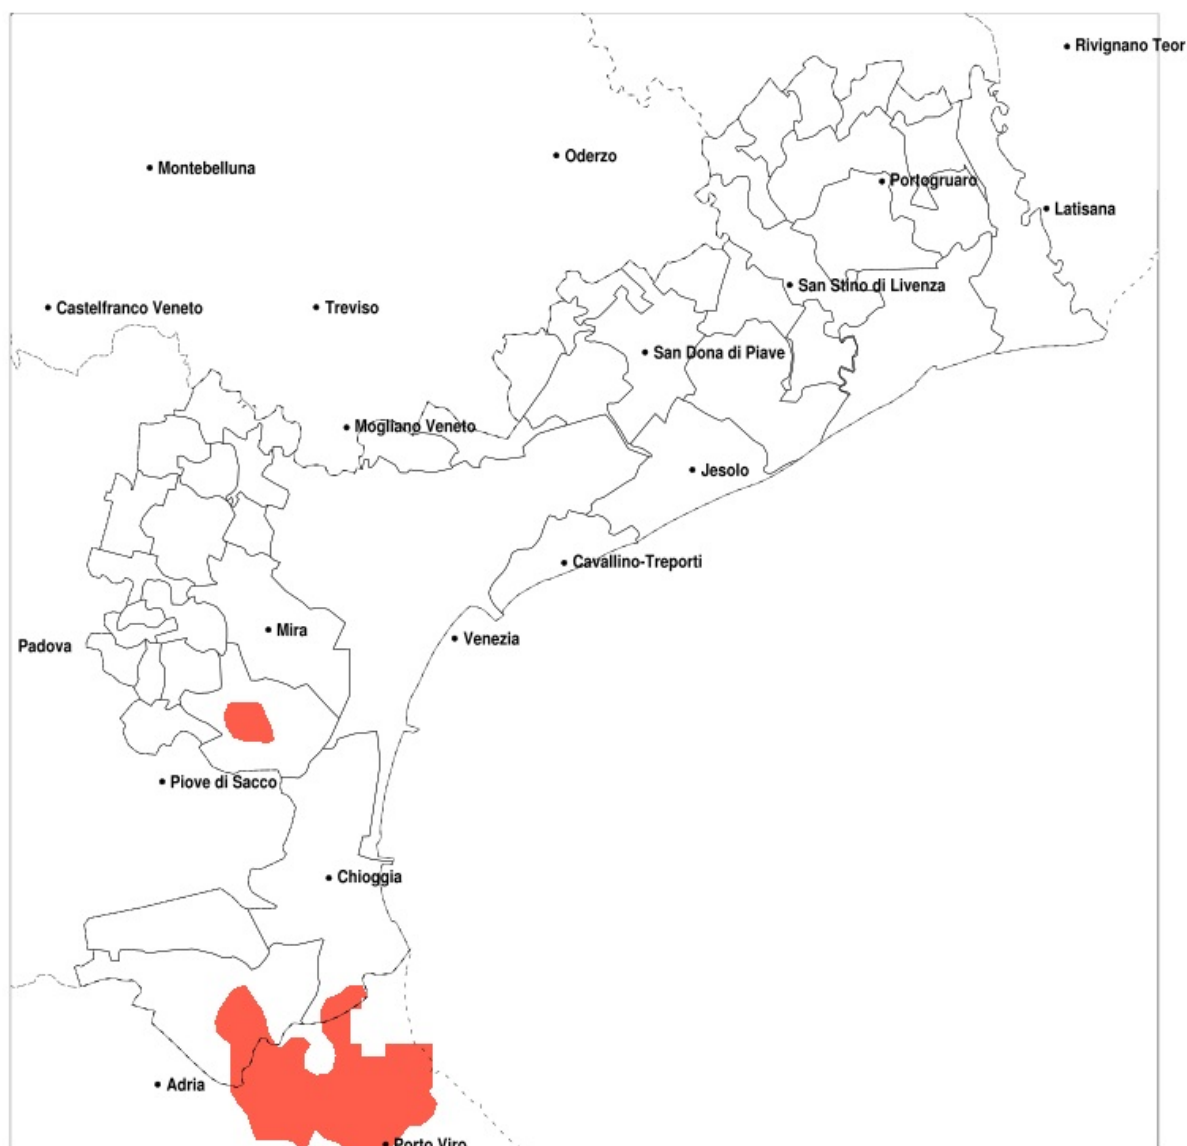 Rivignano Teor
Oderzo
Montebelluna
Portogruaro
Latisana
San Stino di Livenza
Castelfranco Veneto
Treviso
San Dona di Piave
Mogliano Veneto
Jesolo
Cavallino-Treporti
Mira
Venezia
Padova
Piove di Sacco
Chioggia
Adria
Porto Viro